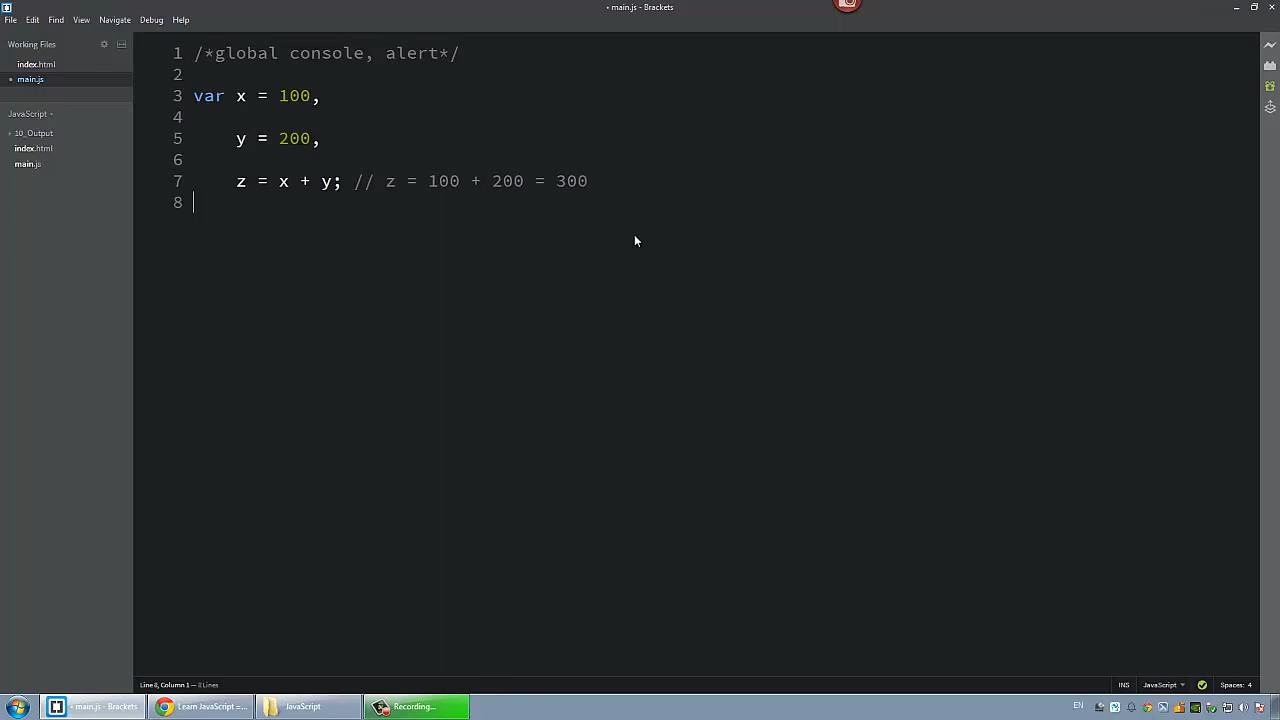 • main.js - Brackets
File Edit Find View Navigate Debug Help
Working Files
index.html
main.js
JavaScript
10_Output
index.html
main.js
1 /*global console, alert*/
2
3 var x = 100,
4
5 y = 200,
6
7 z = x + y; // z = 100 + 200 = 300
8
Line 8, Column 1 — 8 Lines
INS JavaScript Spaces: 4
• main.js - Brackets
Learn JavaScript =...
JavaScript
Recording...
EN